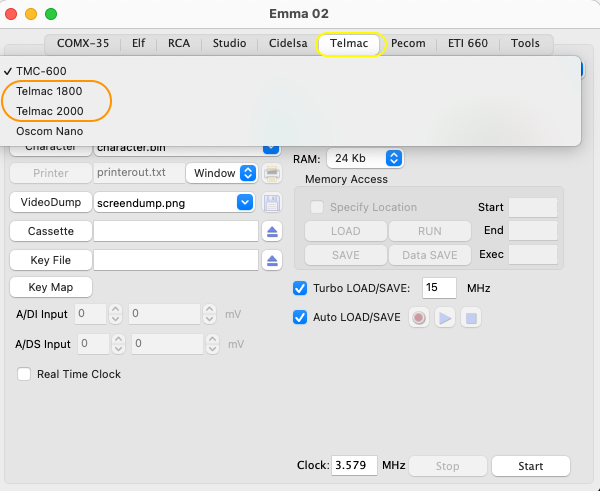 Emma 02
COMX-35 Elf RCA Studio Cidelsa Telmac Pecom ETI 660 Tools
✓ TMC-600
Telmac 1800
Telmac 2000
Oscom Nano
Character character.bin
RAM: 24 Kb
Printer printerout.txt Window
Memory Access
VideoDump screendump.png
Specify Location Start
Cassette
LOAD RUN End
Key File
SAVE Data SAVE Exec
Key Map
Turbo LOAD/SAVE: 15 MHz
A/DI Input 0 0 mV
Auto LOAD/SAVE
A/DS Input 0 0 mV
Real Time Clock
Clock: 3.579 MHz Stop Start